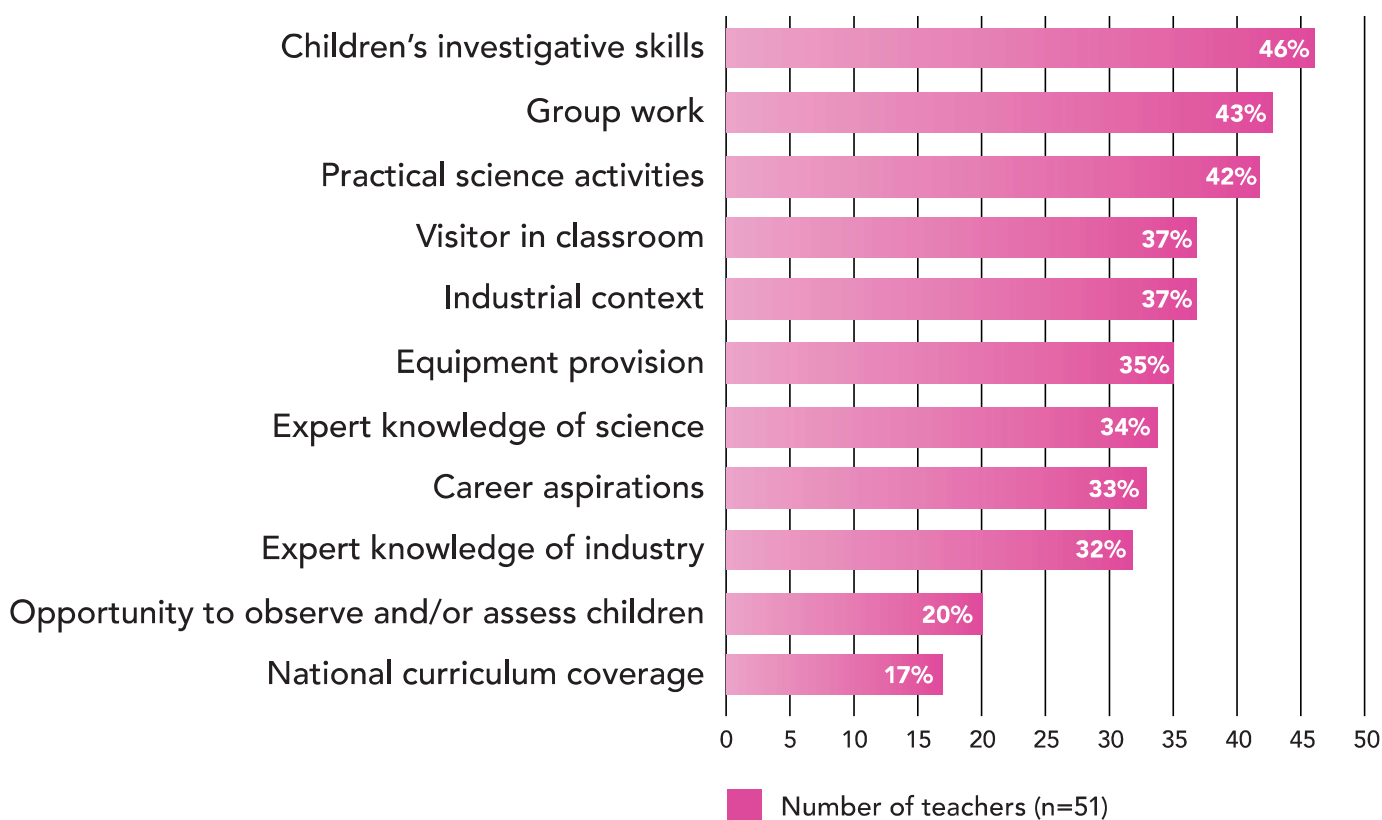 Children’s investigative skills 46%
Group work 43%
Practical science activities 42%
Visitor in classroom 37%
Industrial context 37%
Equipment provision 35%
Expert knowledge of science 34%
Career aspirations 33%
Expert knowledge of industry 32%
Opportunity to observe and/or assess children 20%
National curriculum coverage 17%
0 5 10 15 20 25 30 35 40 45 50
Number of teachers (n=51)